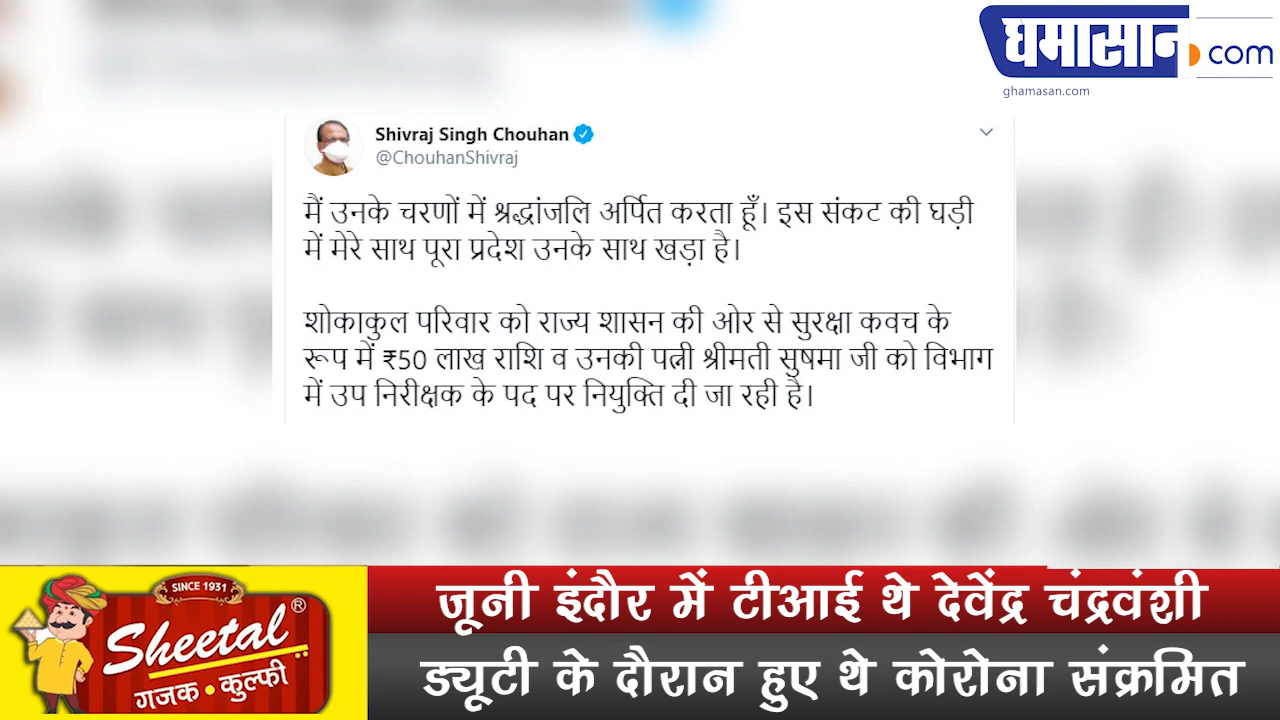 घमासान.com
ghamasan.com
Shivraj Singh Chouhan
@ChouhanShivraj
मैं उनके चरणों में श्रद्धांजलि अर्पित करता हूँ। इस संकट की घड़ी
में मेरे साथ पूरा प्रदेश उनके साथ खड़ा है।
शोकाकुल परिवार को राज्य शासन की ओर से सुरक्षा कवच के
रूप में ₹50 लाख राशि व उनकी पत्नी श्रीमती सुषमा जी को विभाग
में उप निरीक्षक के पद पर नियुक्ति दी जा रही है।
SINCE 1931
Sheetal®
गजक • कुल्फी
जूनी इंदौर में टीआई थे देवेंद्र चंद्रवंशी
ड्यूटी के दौरान हुए थे कोरोना संक्रमित